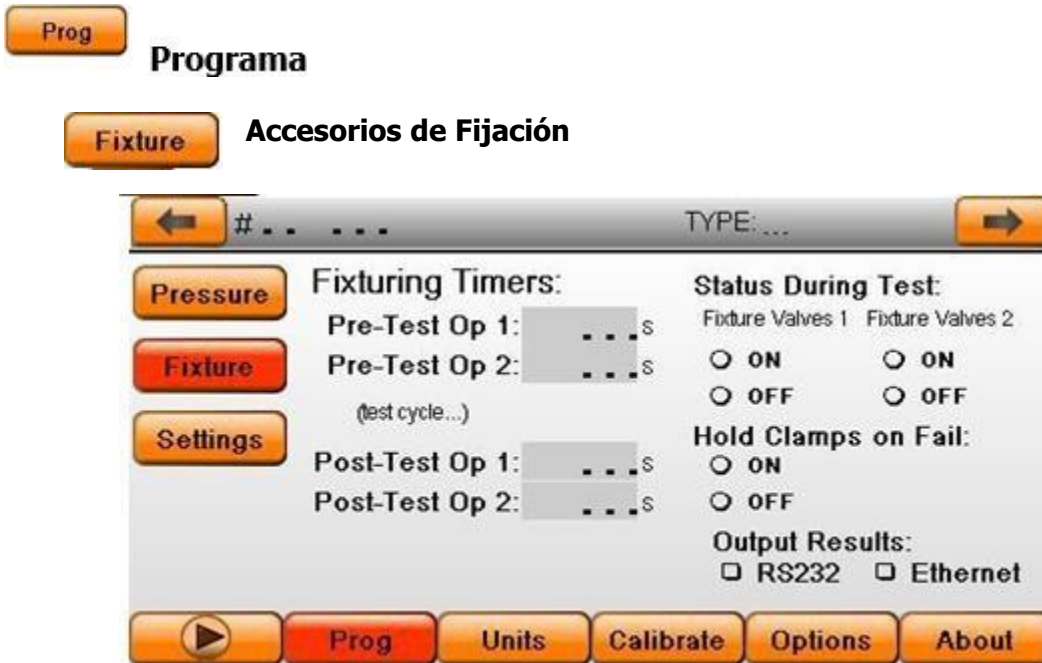 Prog
Programa
Fixture
Accesorios de Fijación
#.. ... TYPE: ...
Pressure
Fixture
Settings
Fixturing Timers:
Pre-Test Op 1: ...s
Pre-Test Op 2: ...s
(test cycle...)
Post-Test Op 1: ...s
Post-Test Op 2: ...s
Status During Test:
Fixture Valves 1 Fixture Valves 2
ON ON
OFF OFF
Hold Clamps on Fail:
ON
OFF
Output Results:
RS232 Ethernet
Prog Units Calibrate Options About